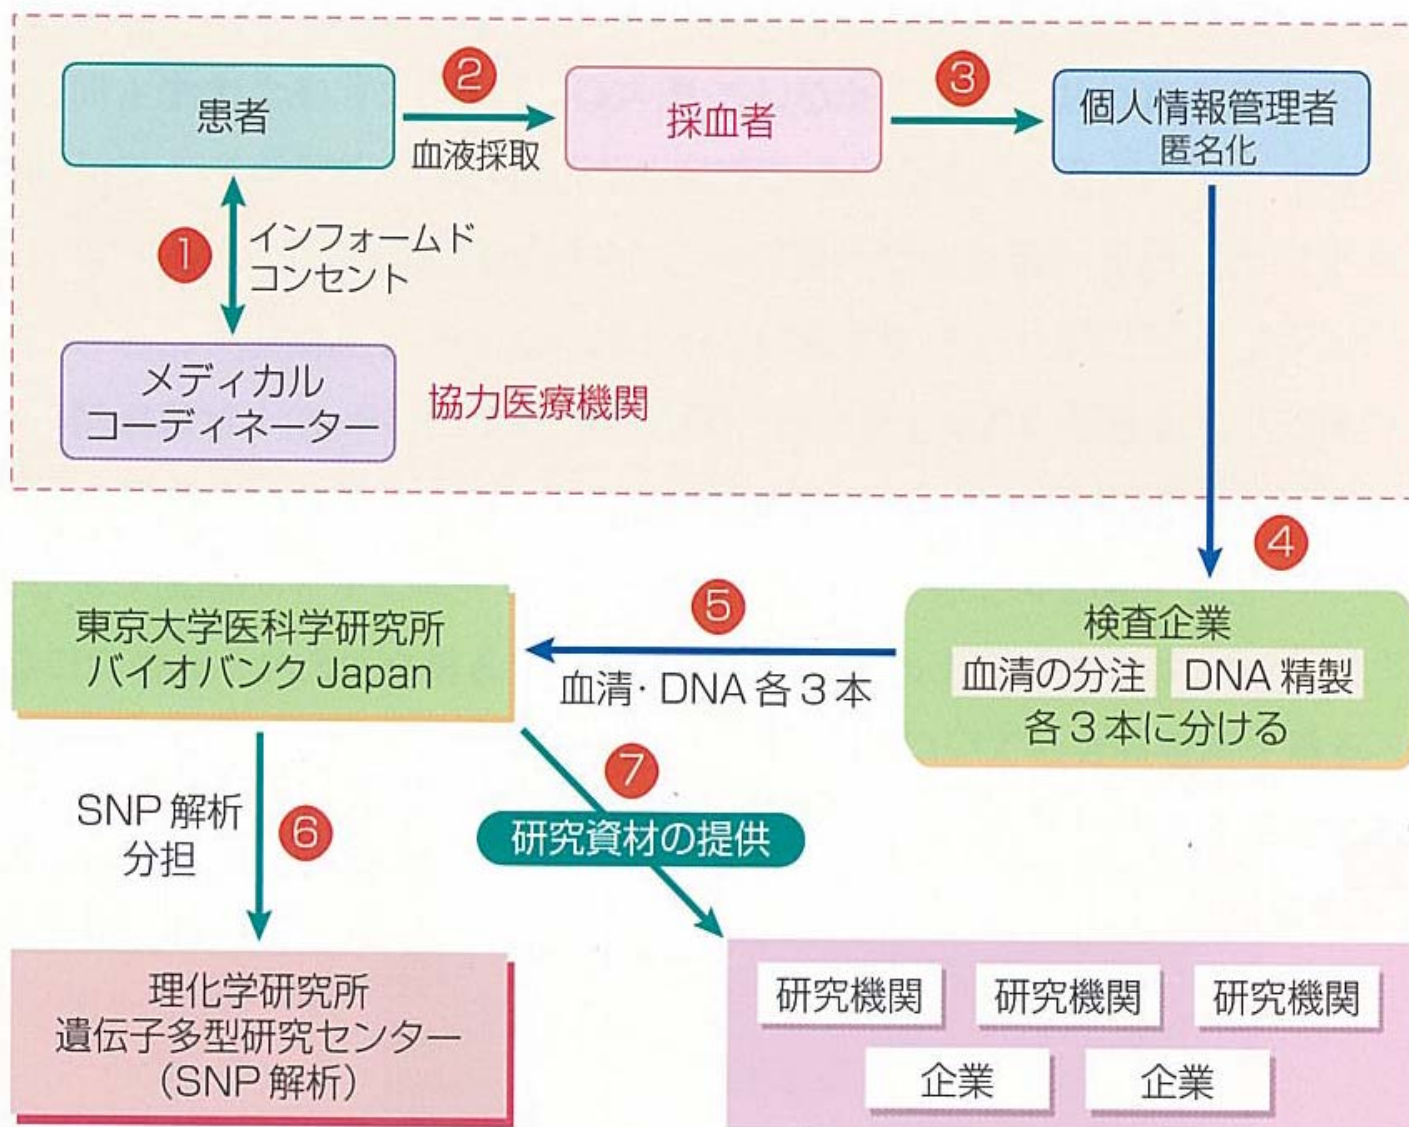 患者
②
血液採取
採血者
③
個人情報管理者
匿名化
①
インフォームド
コンセント
メディカル
コーディネーター
協力医療機関
④
東京大学医科学研究所
バイオバンク Japan
⑤
血清・DNA 各3本
検査企業
血清の分注 DNA 精製
各3本に分ける
SNP 解析
分担
⑥
⑦
研究資材の提供
理化学研究所
遺伝子多型研究センター
(SNP 解析)
研究機関 研究機関 研究機関
企業 企業